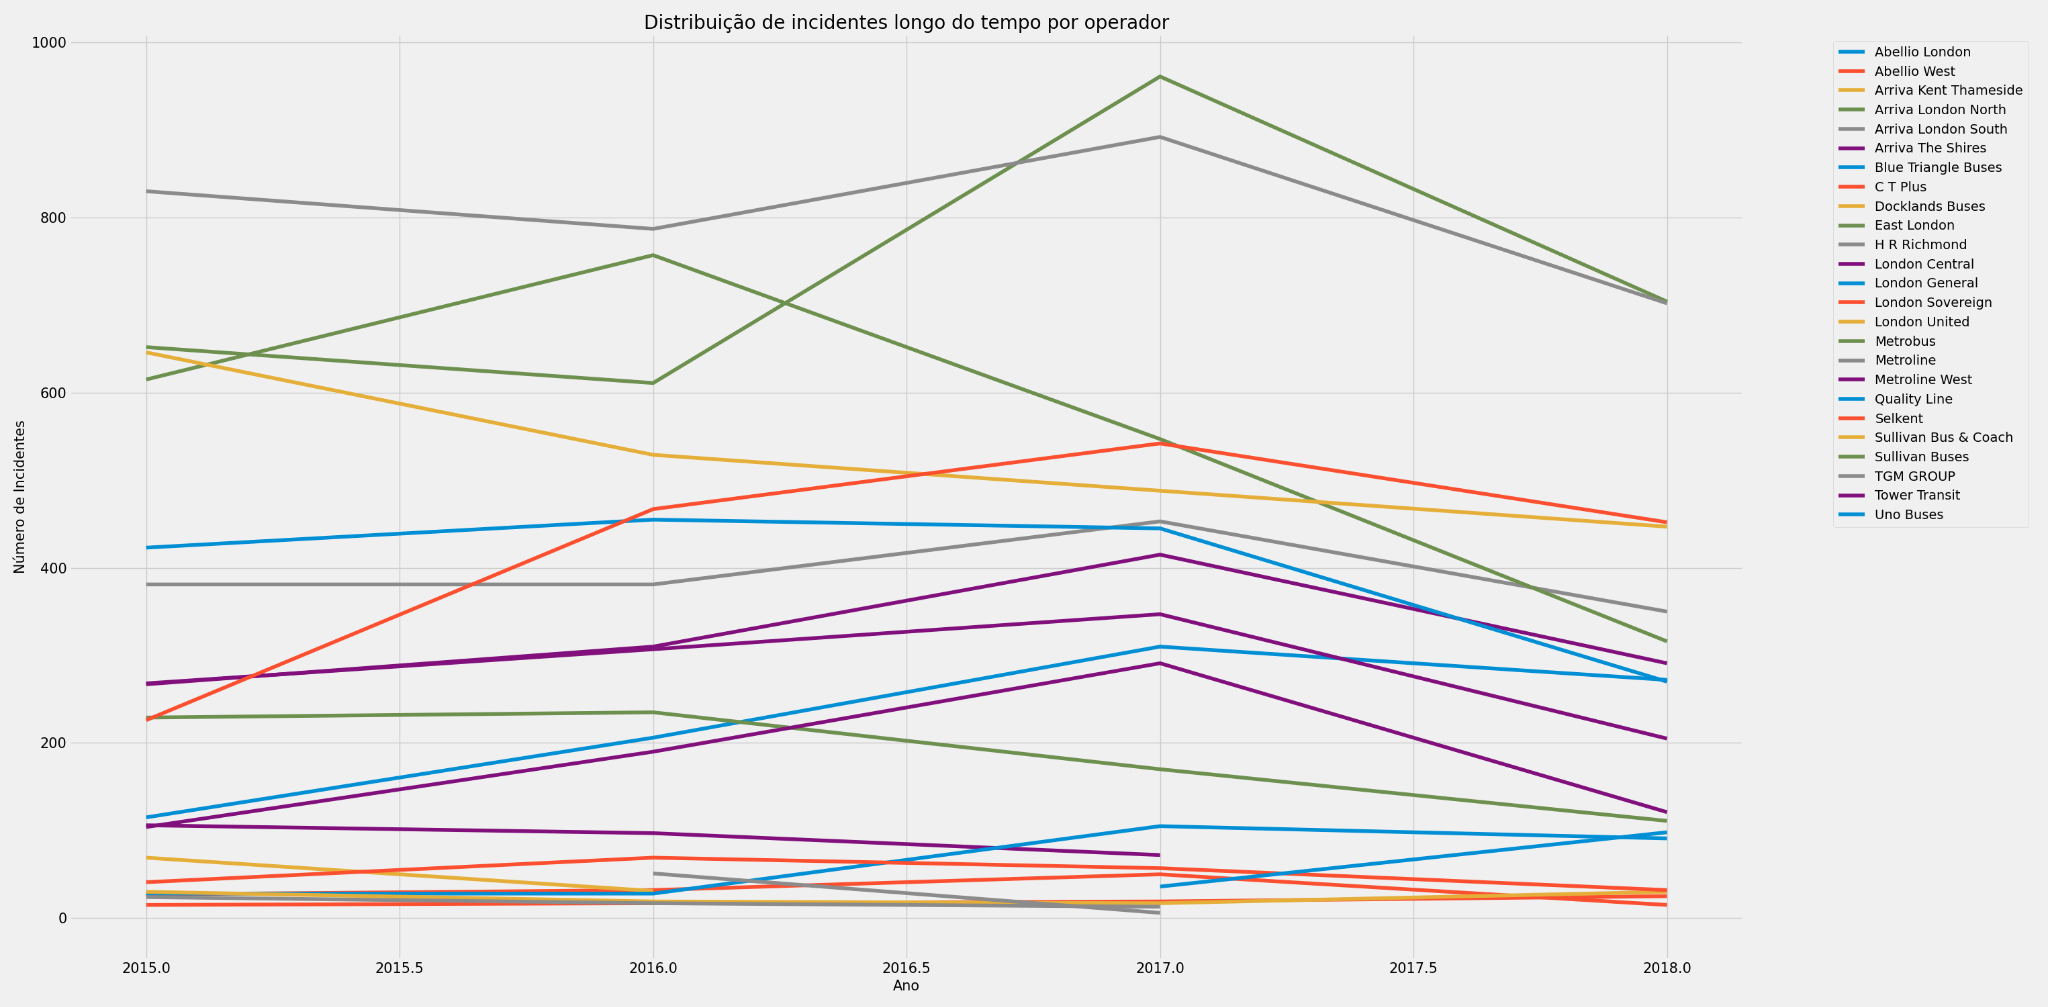 Distribuição de incidentes longo do tempo por operador
1000
800
600
400
200
0
Número de Incidentes
2015.0
2015.5
2016.0
2016.5
2017.0
2017.5
2018.0
Ano
Abellio London
Abellio West
Arriva Kent Thameside
Arriva London North
Arriva London South
Arriva The Shires
Blue Triangle Buses
C T Plus
Docklands Buses
East London
H R Richmond
London Central
London General
London Sovereign
London United
Metrobus
Metroline
Metroline West
Quality Line
Selkent
Sullivan Bus & Coach
Sullivan Buses
TGM GROUP
Tower Transit
Uno Buses